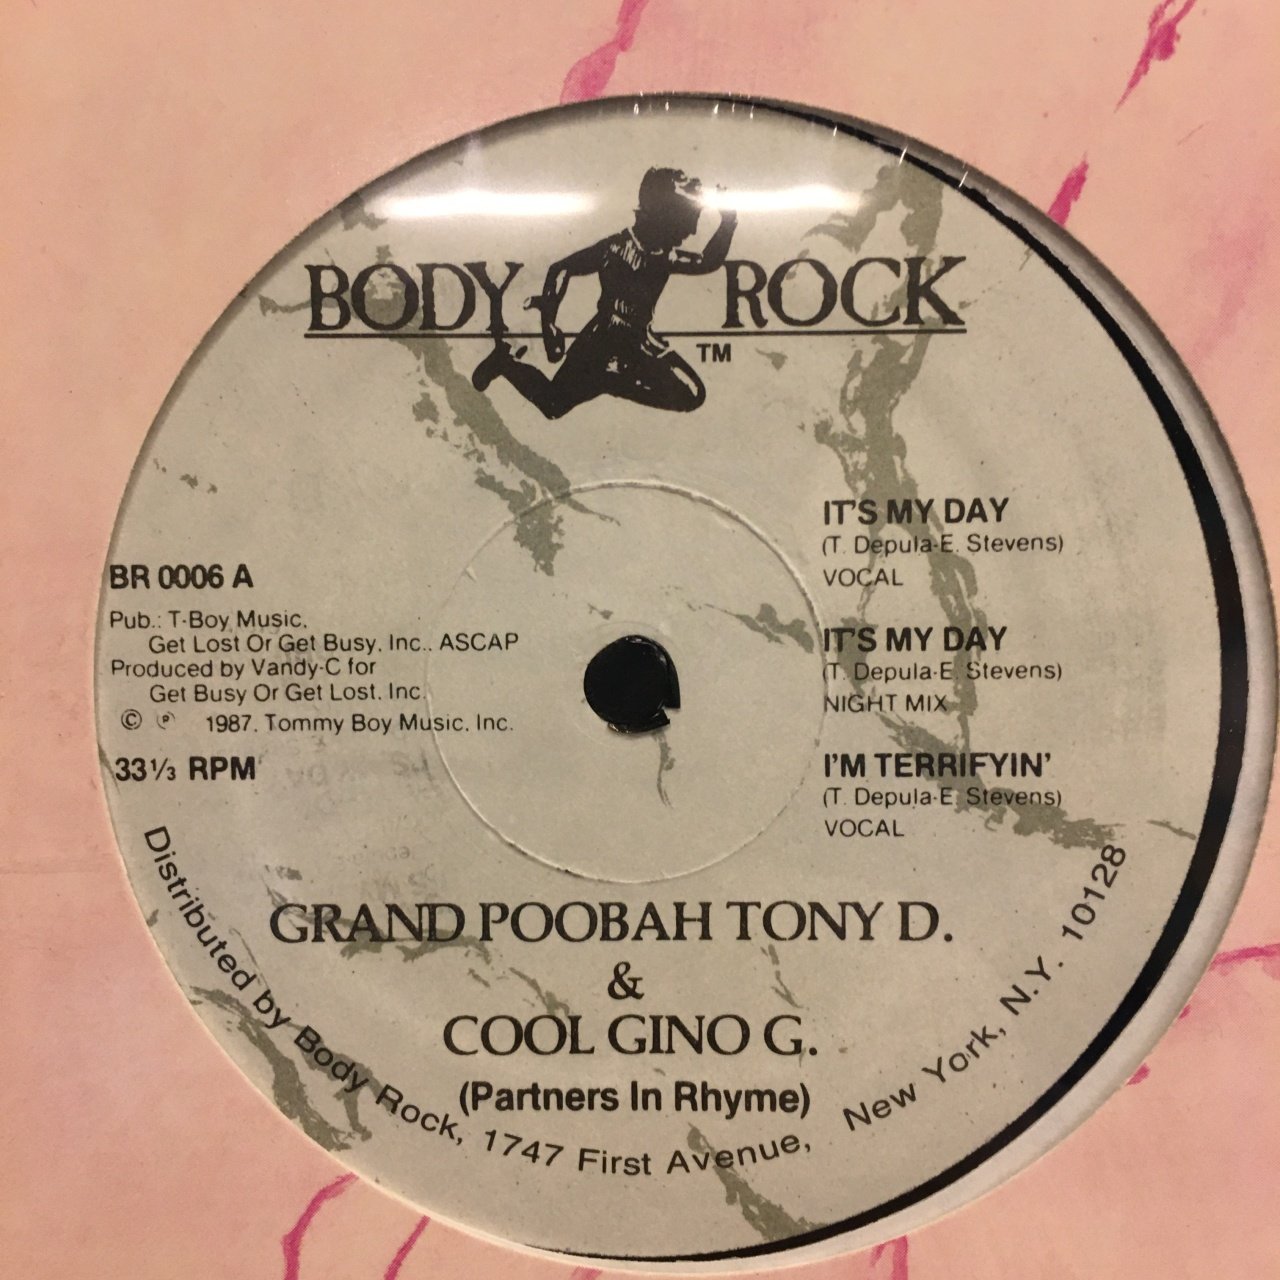 BODY ROCK
TM
IT'S MY DAY
(T. Depula-E. Stevens)
VOCAL
IT'S MY DAY
(T. Depula-E. Stevens)
NIGHT MIX
I'M TERRIFYIN'
(T. Depula-E. Stevens)
VOCAL
BR 0006 A
Pub.: T-Boy Music,
Get Lost Or Get Busy, Inc., ASCAP
Produced by Vandy-C for
Get Busy Or Get Lost, Inc.
© ℗ 1987, Tommy Boy Music, Inc.
33 1/3 RPM
GRAND POOBAH TONY D.
&
COOL GINO G.
(Partners In Rhyme)
Distributed by Body Rock, 1747 First Avenue, New York, N.Y. 10128